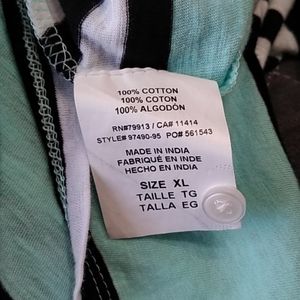 100% COTTON
100% COTON
100% ALGODÓN
RN#79913 / CA# 11414
STYLE# 97490-95 PO# 561543
MADE IN INDIA
FABRIQUÉ EN INDE
HECHO EN INDIA
SIZE XL
TAILLE TG
TALLA EG